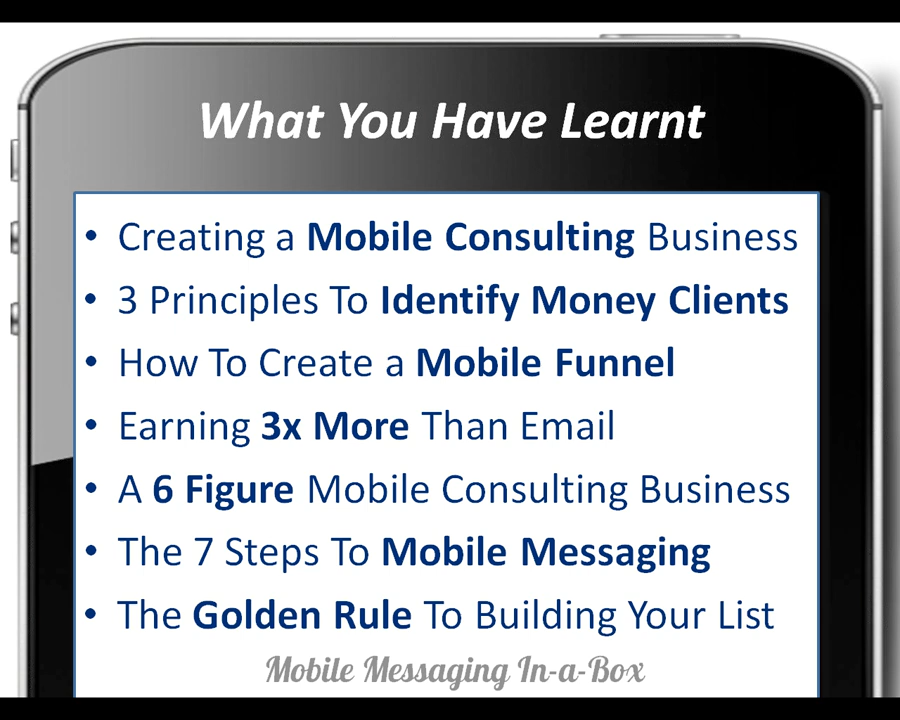 What You Have Learnt
• Creating a Mobile Consulting Business
• 3 Principles To Identify Money Clients
• How To Create a Mobile Funnel
• Earning 3x More Than Email
• A 6 Figure Mobile Consulting Business
• The 7 Steps To Mobile Messaging
• The Golden Rule To Building Your List
Mobile Messaging In-a-Box